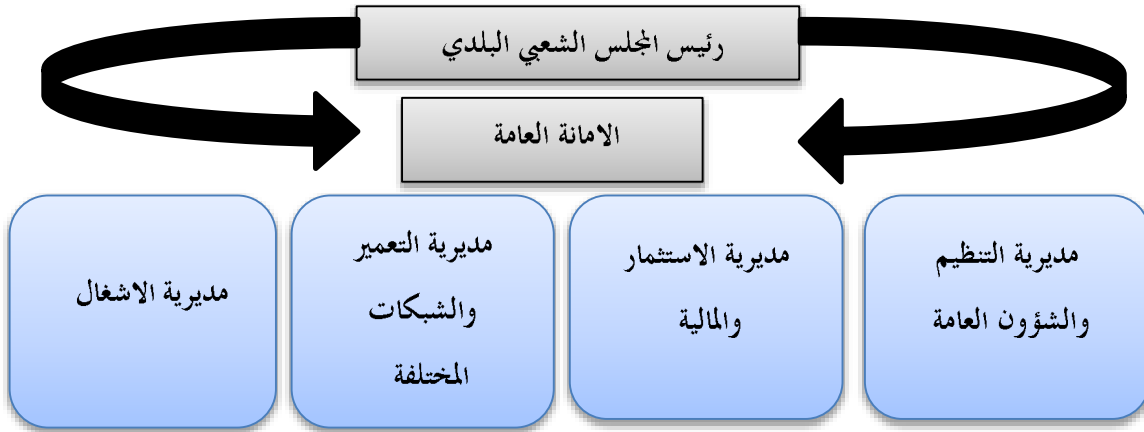 رئيس المجلس الشعبي البلدي
الامانة العامة
مديرية التنظيم
والشؤون العامة
مديرية الاستثمار
والمالية
مديرية التعمير
والشبكات
المختلفة
مديرية الاشغال